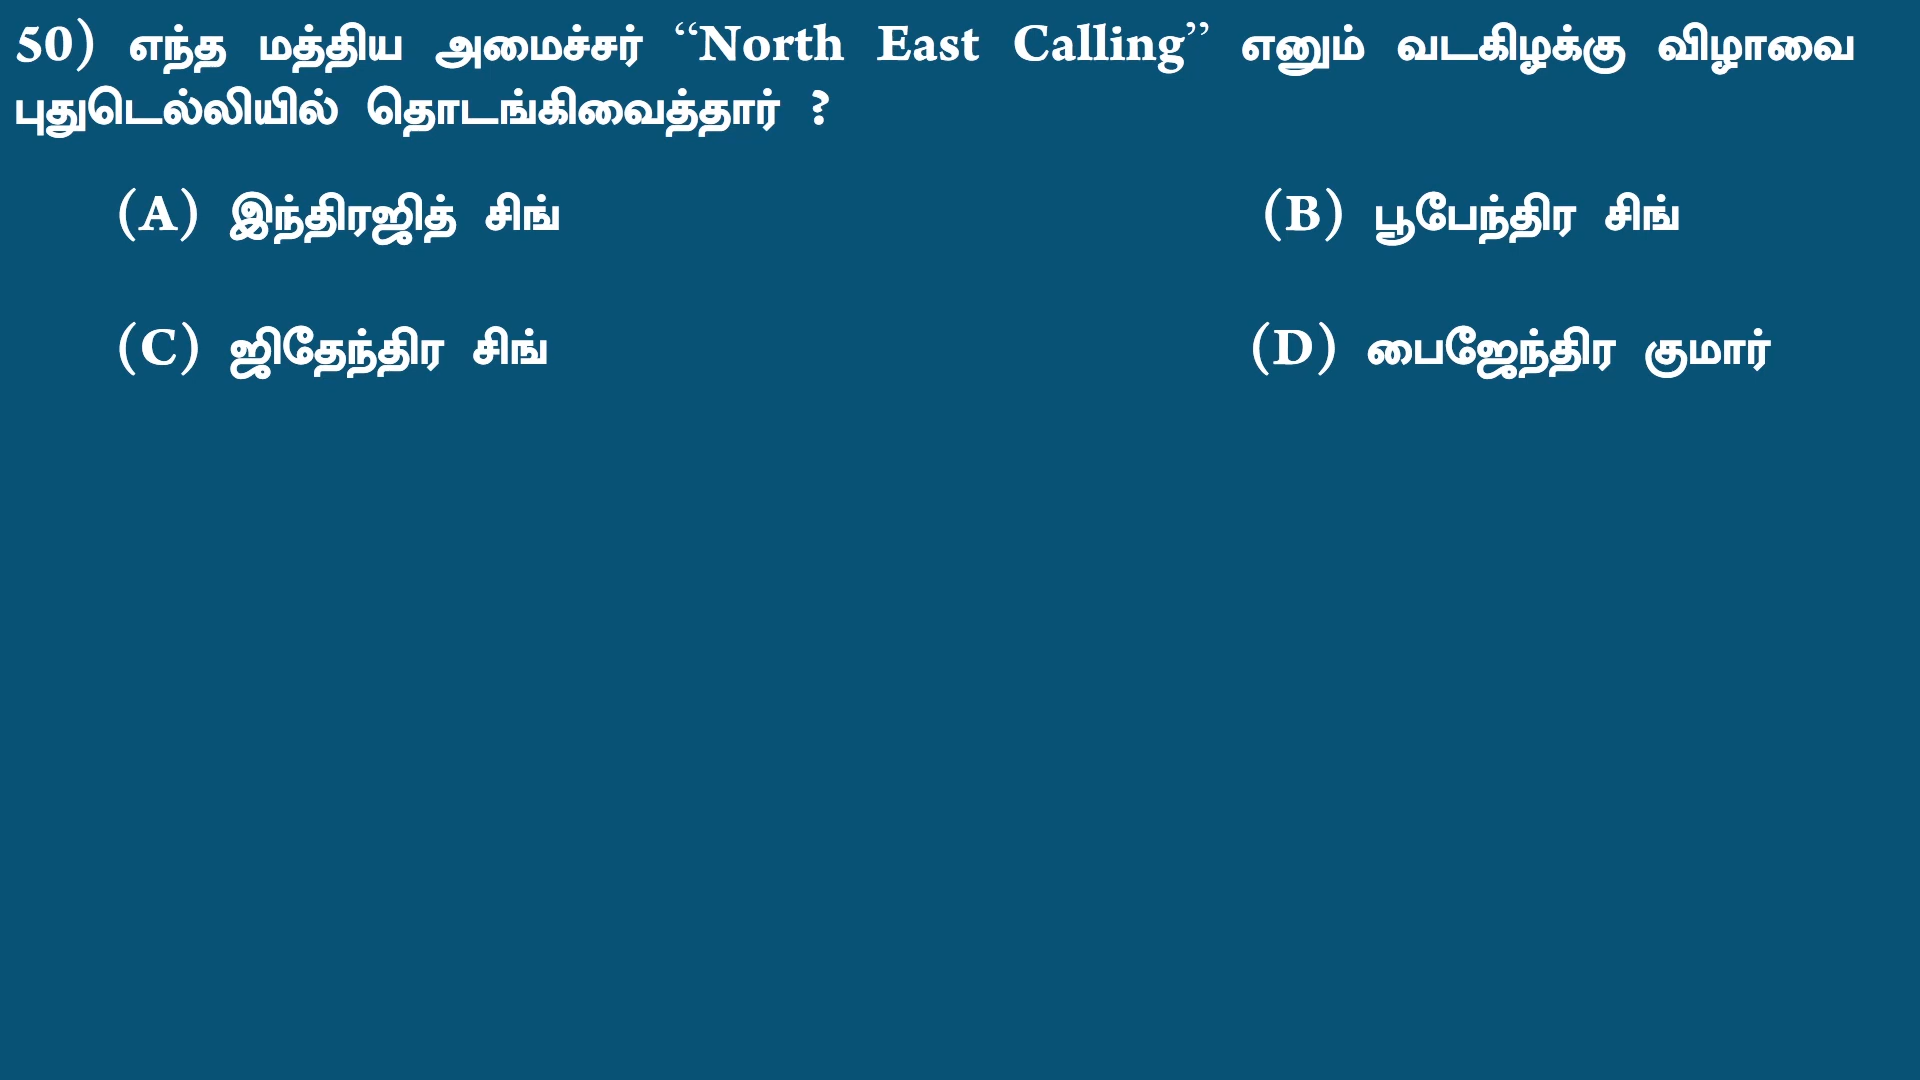 50) எந்த மத்திய அமைச்சர் “North East Calling” எனும் வடகிழக்கு விழாவை
புதுடெல்லியில் தொடங்கிவைத்தார் ?
(A) இந்திரஜித் சிங் (B) பூபேந்திர சிங்
(C) ஜிதேந்திர சிங் (D) பைஜேந்திர குமார்